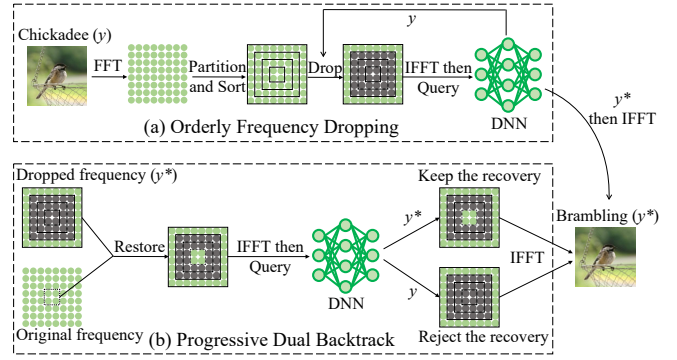 Chickadee (y)
y
FFT
Partition
and Sort
Drop
IFFT then
Query
DNN
(a) Orderly Frequency Dropping
y*
then IFFT
Dropped frequency (y*)
Keep the recovery
Brambling (y*)
Restore
IFFT then
Query
y*
y
IFFT
DNN
Original frequency
(b) Progressive Dual Backtrack
Reject the recovery